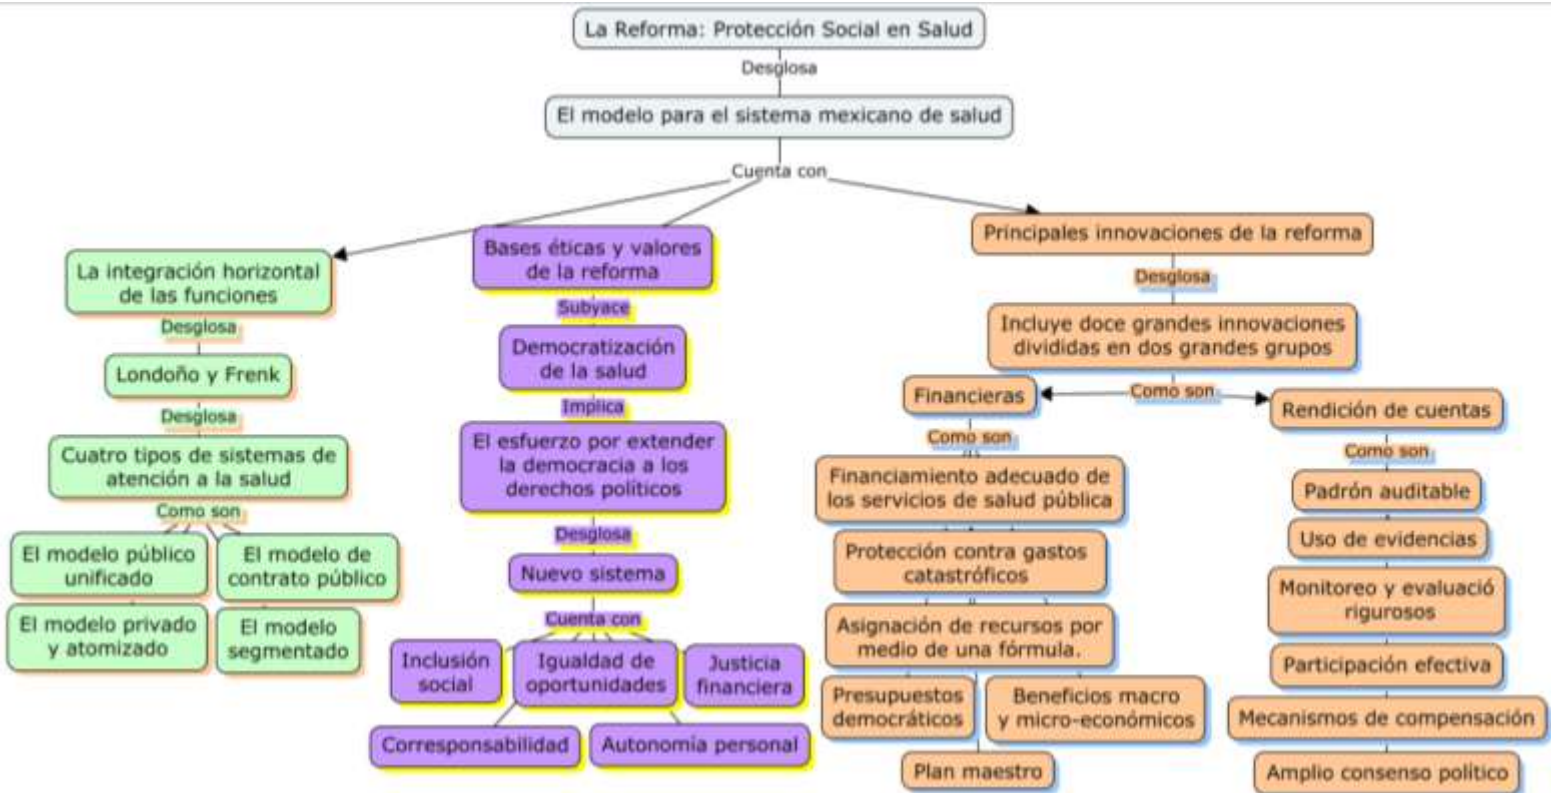 La Reforma: Protección Social en Salud
Desglosa
El modelo para el sistema mexicano de salud
Cuenta con
La integración horizontal
de las funciones
Desglosa
Londoño y Frenk
Desglosa
Cuatro tipos de sistemas de
atención a la salud
Como son
El modelo público
unificado
El modelo de
contrato público
El modelo privado
y atomizado
El modelo
segmentado
Bases éticas y valores
de la reforma
Subyace
Democratización
de la salud
Implica
El esfuerzo por extender
la democracia a los
derechos políticos
Desglosa
Nuevo sistema
Cuenta con
Inclusión
social
Igualdad de
oportunidades
Justicia
financiera
Corresponsabilidad
Autonomía personal
Principales innovaciones de la reforma
Desglosa
Incluye doce grandes innovaciones
divididas en dos grandes grupos
Como son
Financieras
Como son
Financiamiento adecuado de
los servicios de salud pública
Protección contra gastos
catastróficos
Asignación de recursos por
medio de una fórmula.
Presupuestos
democráticos
Beneficios macro
y micro-económicos
Plan maestro
Rendición de cuentas
Como son
Padrón auditable
Uso de evidencias
Monitoreo y evaluació
rigurosos
Participación efectiva
Mecanismos de compensación
Amplio consenso político